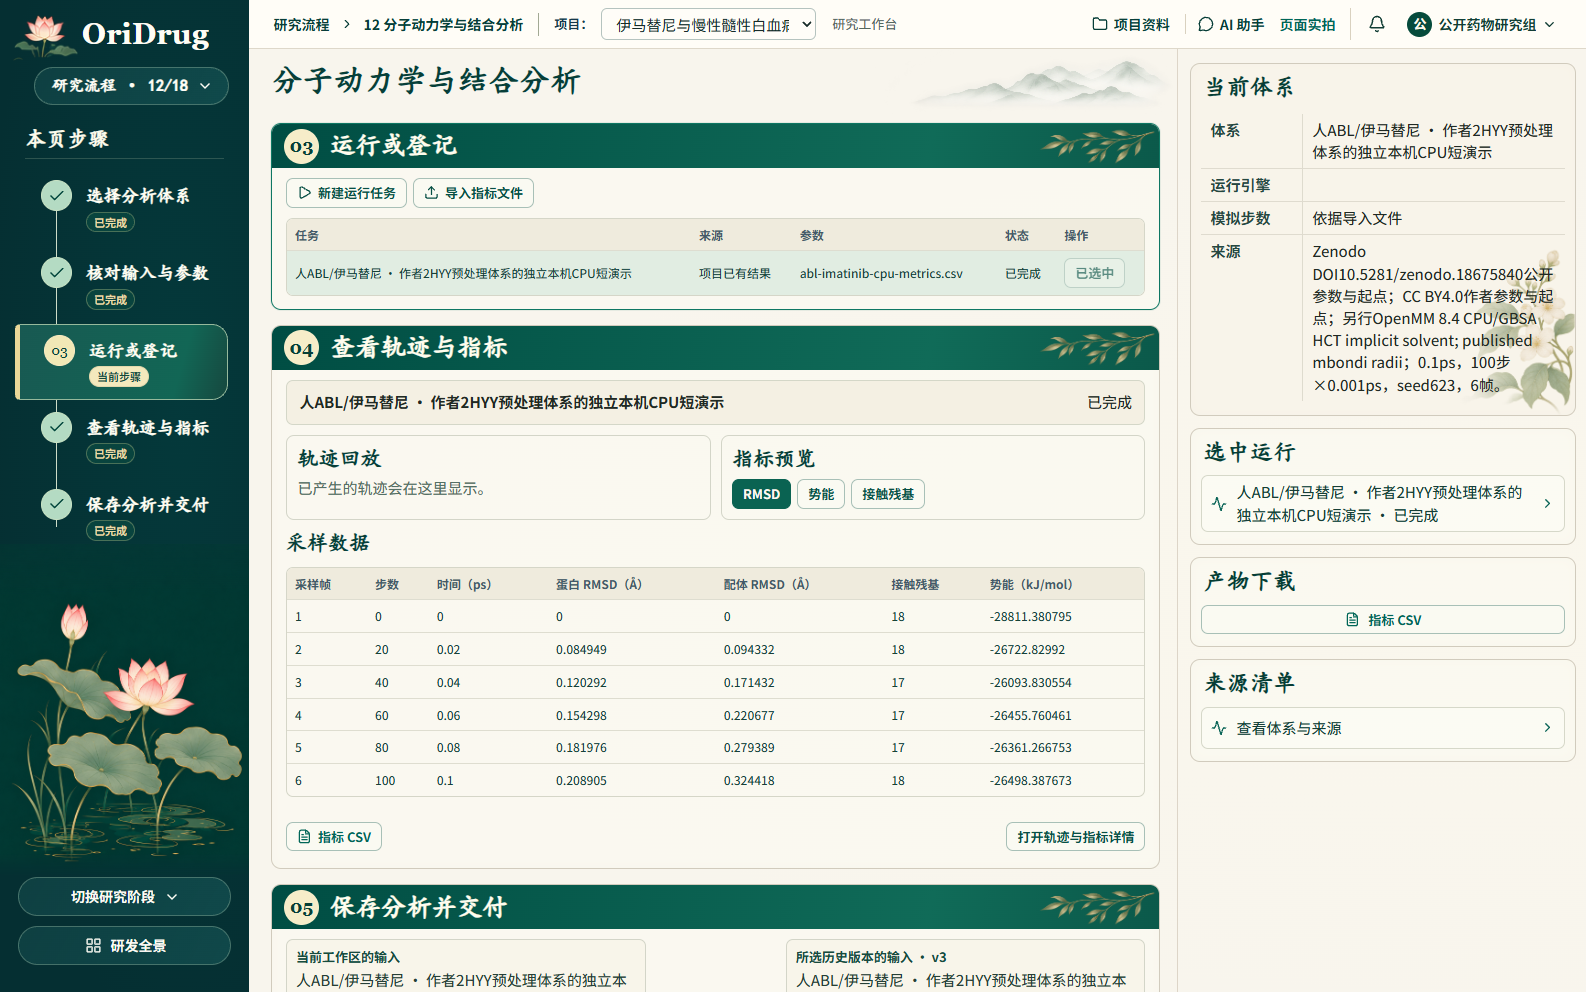 OriDrug
研究流程 • 12/18
本页步骤
选择分析体系
已完成
核对输入与参数
已完成
03 运行或登记
当前步骤
查看轨迹与指标
已完成
保存分析并交付
已完成
切换研究阶段
研发全景
研究流程 > 12 分子动力学与结合分析
项目：
伊马替尼与慢性髓性白血病
研究工作台
项目资料
AI 助手
页面实拍
公 公开药物研究组
分子动力学与结合分析
03 运行或登记
新建运行任务
导入指标文件
任务 来源 参数 状态 操作
人ABL/伊马替尼 • 作者2HYY预处理体系的独立本机CPU短演示 项目已有结果 abl-imatinib-cpu-metrics.csv 已完成 已选中
04 查看轨迹与指标
人ABL/伊马替尼 • 作者2HYY预处理体系的独立本机CPU短演示 已完成
轨迹回放
已产生的轨迹会在这里显示。
指标预览
RMSD 势能 接触残基
采样数据
采样帧 步数 时间（ps） 蛋白 RMSD（Å） 配体 RMSD（Å） 接触残基 势能（kJ/mol）
1 0 0 0 0 18 -28811.380795
2 20 0.02 0.084949 0.094332 18 -26722.82992
3 40 0.04 0.120292 0.171432 17 -26093.830554
4 60 0.06 0.154298 0.220677 17 -26455.760461
5 80 0.08 0.181976 0.279389 17 -26361.266753
6 100 0.1 0.208905 0.324418 18 -26498.387673
指标 CSV
打开轨迹与指标详情
05 保存分析并交付
当前工作区的输入
人ABL/伊马替尼 • 作者2HYY预处理体系的独立本
所选历史版本的输入 • v3
人ABL/伊马替尼 • 作者2HYY预处理体系的独立本
当前体系
体系 人ABL/伊马替尼 • 作者2HYY预处理
体系的独立本机CPU短演示
运行引擎
模拟步数 依据导入文件
来源 Zenodo
DOI10.5281/zenodo.18675840公开
参数与起点；CC BY4.0作者参数与起
点；另行OpenMM 8.4 CPU/GBSA
HCT implicit solvent; published
mbondi radii；0.1ps，100步
×0.001ps，seed623，6帧。
选中运行
人ABL/伊马替尼 • 作者2HYY预处理体系的
独立本机CPU短演示 • 已完成
产物下载
指标 CSV
来源清单
查看体系与来源